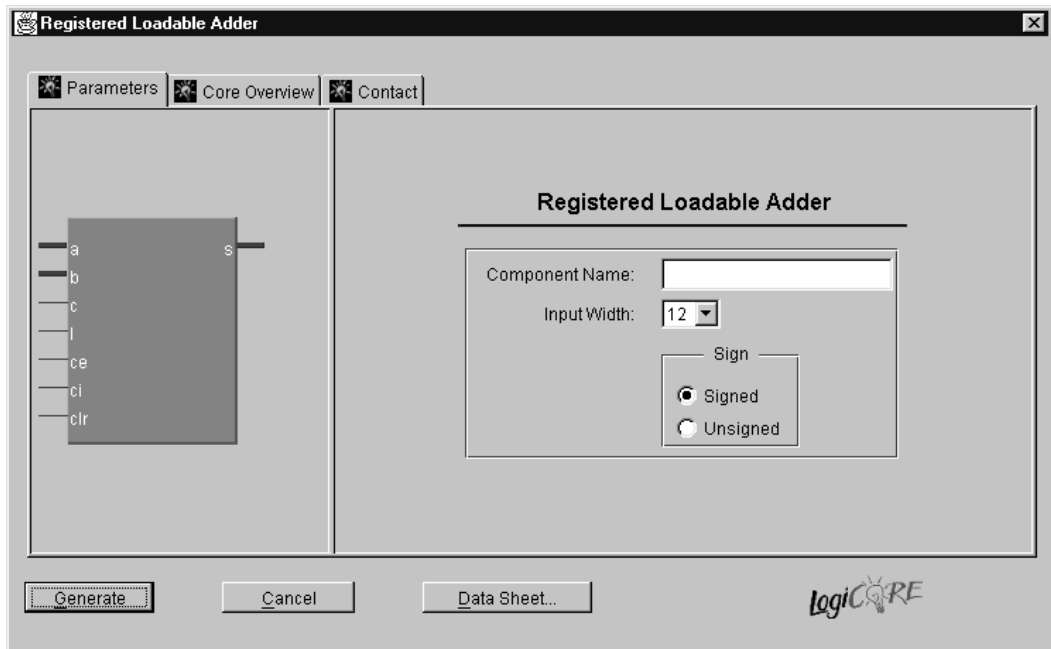 Registered Loadable Adder
Parameters Core Overview Contact
a s
b
c
l
ce
ci
clr
Registered Loadable Adder
Component Name:
Input Width: 12
Sign
Signed
Unsigned
Generate Cancel Data Sheet... LogiCORE